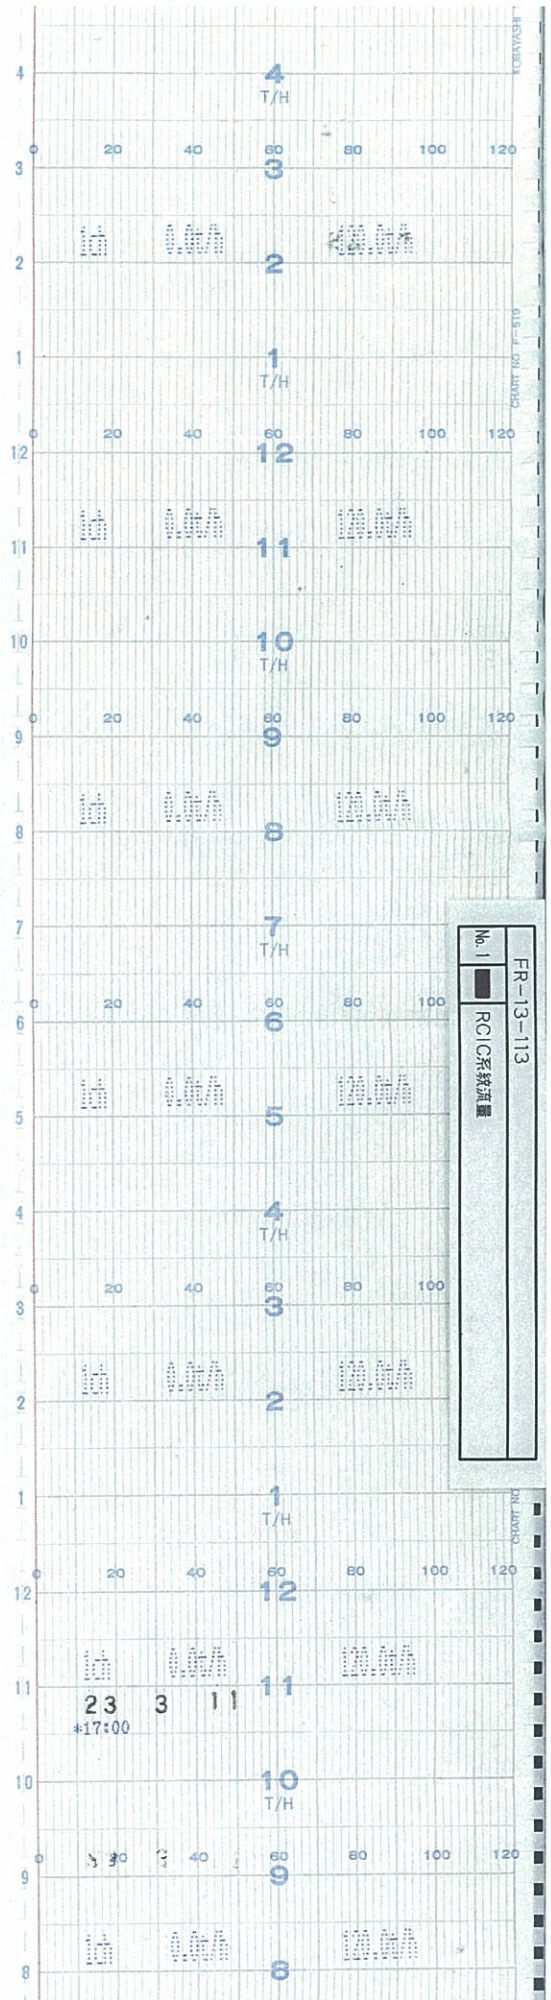 KOBAYASHI
4 4
T/H
0 20 40 60 80 100 120
3 3
1ch 0.0t/h 120.0t/h
2 2
CHART NO F-519
1 1
T/H
0 20 40 60 80 100 120
12 12
1ch 0.0t/h 120.0t/h
11 11
10 10
T/H
0 20 40 60 80 100 120
9 9
1ch 0.0t/h 120.0t/h
8 8
7 7
T/H
FR-13-113
No. 1 RCIC系統流量
0 20 40 60 80 100
6 6
1ch 0.0t/h 120.0t/h
5 5
4 4
T/H
0 20 40 60 80 100
3 3
1ch 0.0t/h 120.0t/h
2 2
1 1
T/H
CHART NO
0 20 40 60 80 100 120
12 12
1ch 0.0t/h 120.0t/h
11 11
23 3 11
*17:00
10 10
T/H
0 40 60 80 100 120
9 9
1ch 0.0t/h 120.0t/h
8 8